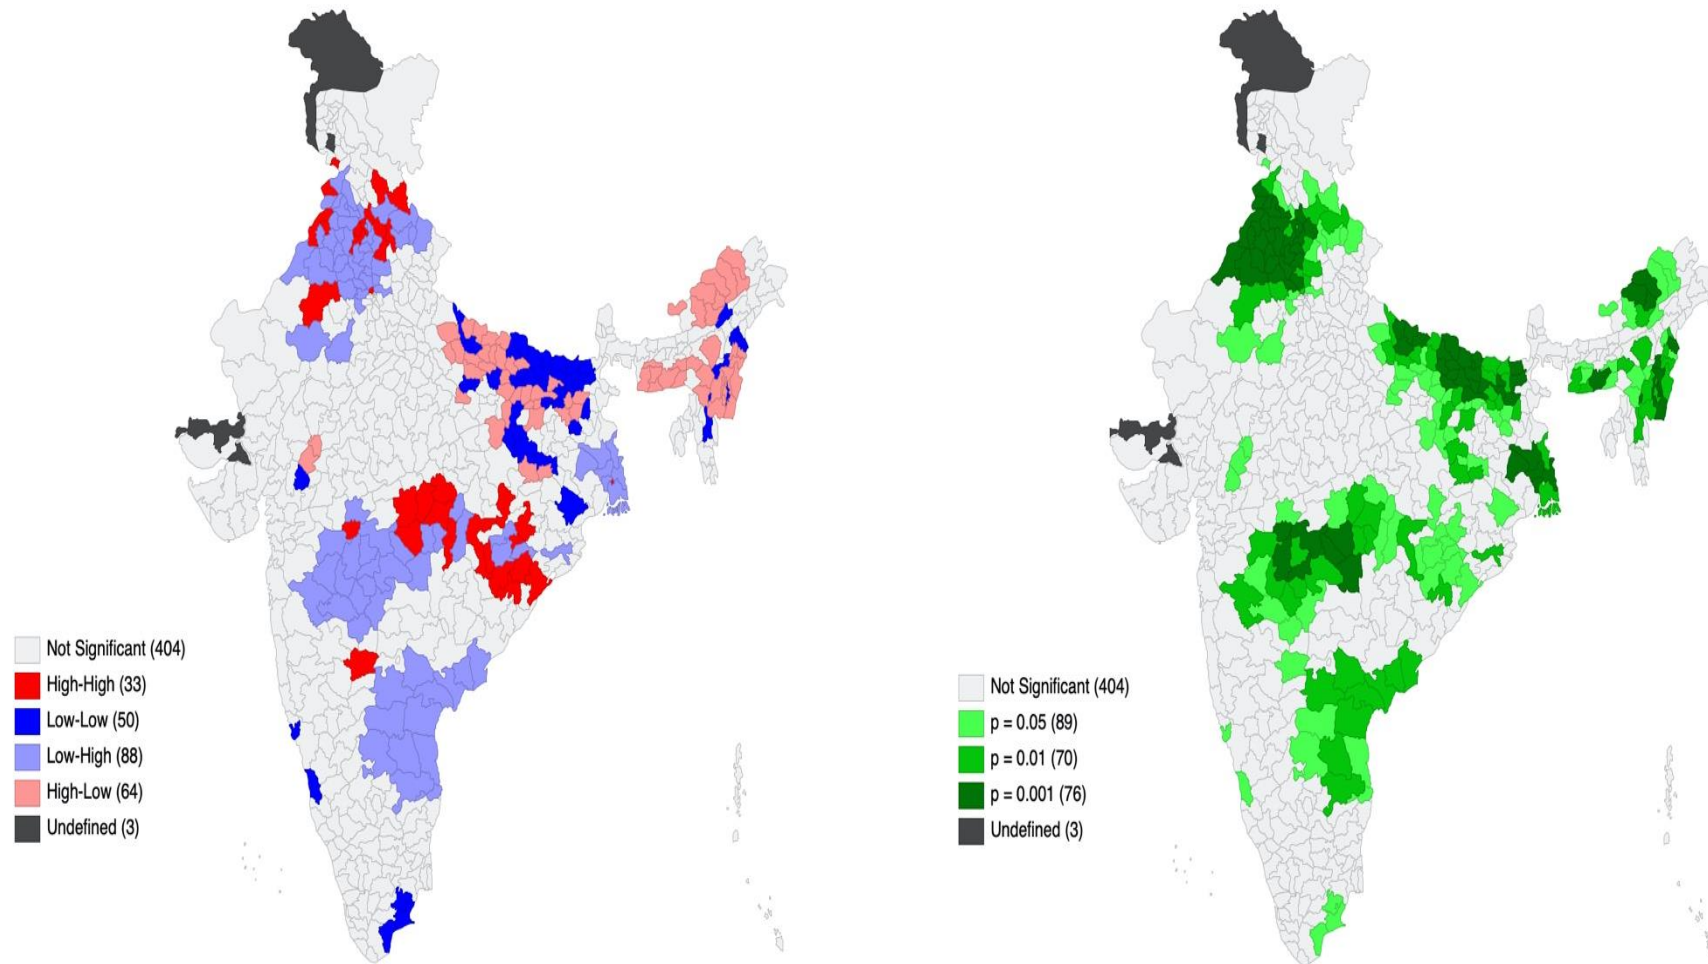 Not Significant (404)
High-High (33)
Low-Low (50)
Low-High (88)
High-Low (64)
Undefined (3)
Not Significant (404)
p = 0.05 (89)
p = 0.01 (70)
p = 0.001 (76)
Undefined (3)